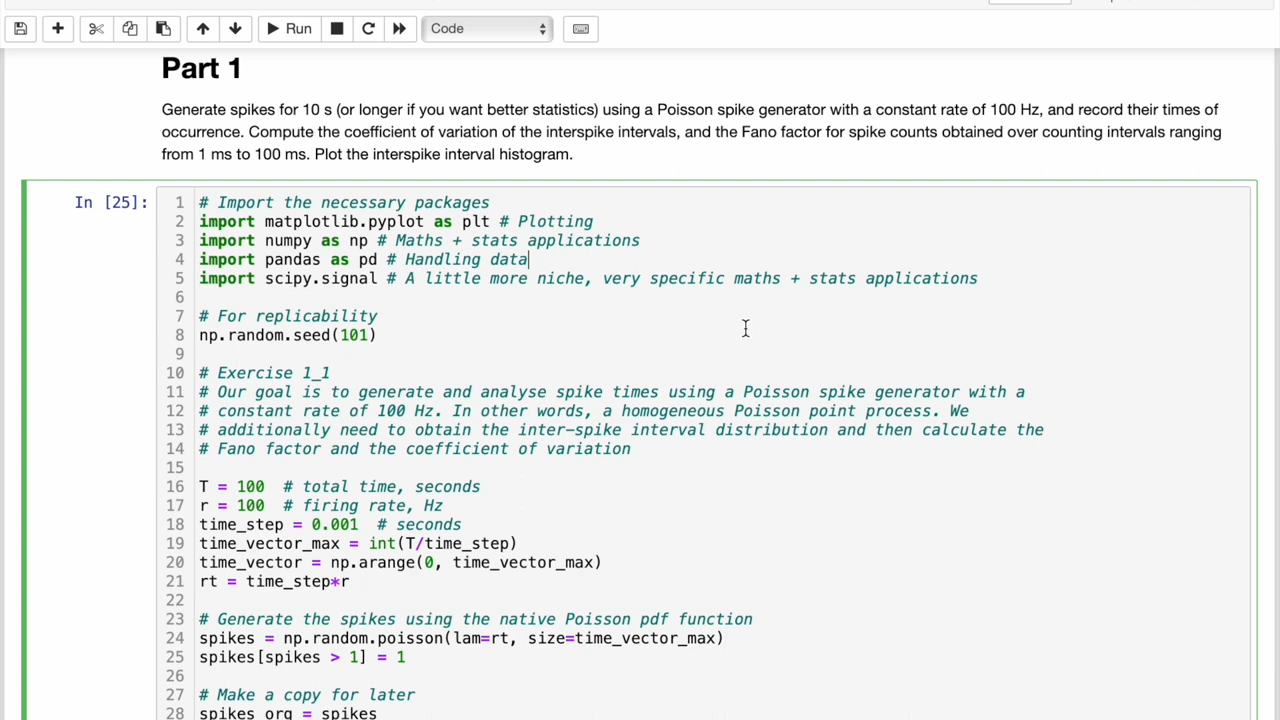 Run
Code
Part 1
Generate spikes for 10 s (or longer if you want better statistics) using a Poisson spike generator with a constant rate of 100 Hz, and record their times of
occurrence. Compute the coefficient of variation of the interspike intervals, and the Fano factor for spike counts obtained over counting intervals ranging
from 1 ms to 100 ms. Plot the interspike interval histogram.
In [25]:
1 # Import the necessary packages
2 import matplotlib.pyplot as plt # Plotting
3 import numpy as np # Maths + stats applications
4 import pandas as pd # Handling data
5 import scipy.signal # A little more niche, very specific maths + stats applications
6
7 # For replicability
8 np.random.seed(101)
9
10 # Exercise 1_1
11 # Our goal is to generate and analyse spike times using a Poisson spike generator with a
12 # constant rate of 100 Hz. In other words, a homogeneous Poisson point process. We
13 # additionally need to obtain the inter-spike interval distribution and then calculate the
14 # Fano factor and the coefficient of variation
15
16 T = 100 # total time, seconds
17 r = 100 # firing rate, Hz
18 time_step = 0.001 # seconds
19 time_vector_max = int(T/time_step)
20 time_vector = np.arange(0, time_vector_max)
21 rt = time_step*r
22
23 # Generate the spikes using the native Poisson pdf function
24 spikes = np.random.poisson(lam=rt, size=time_vector_max)
25 spikes[spikes > 1] = 1
26
27 # Make a copy for later
28 spikes_org = spikes